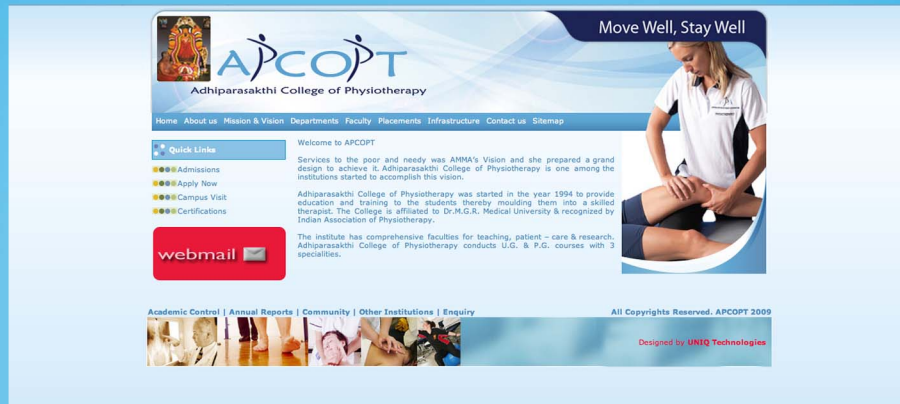 Move Well, Stay Well
APCOPT
Adhiparasakthi College of Physiotherapy
Home About us Mission & Vision Departments Faculty Placements Infrastructure Contact us Sitemap
Quick Links
Admissions
Apply Now
Campus Visit
Certifications
webmail
Welcome to APCOPT
Services to the poor and needy was AMMA's Vision and she prepared a grand
design to achieve it. Adhiparasakthi College of Physiotherapy is one among the
institutions started to accomplish this vision.
Adhiparasakthi College of Physiotherapy was started in the year 1994 to provide
education and training to the students thereby moulding them into a skilled
therapist. The College is affiliated to Dr.M.G.R. Medical University & recognized by
Indian Association of Physiotherapy.
The institute has comprehensive faculties for teaching, patient – care & research.
Adhiparasakthi College of Physiotherapy conducts U.G. & P.G. courses with 3
specialities.
Academic Control | Annual Reports | Community | Other Institutions | Enquiry
All Copyrights Reserved. APCOPT 2009
Designed by UNIQ Technologies